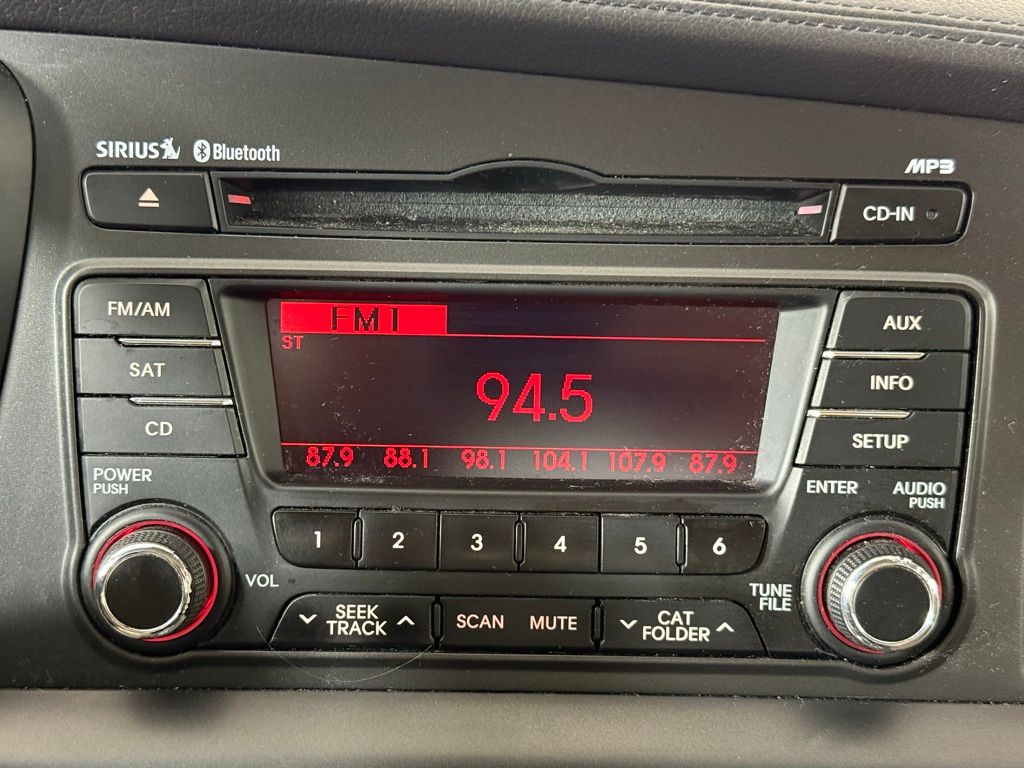 SIRIUS Bluetooth
MP3
CD-IN
FM/AM
SAT
CD
FM1
ST
94.5
87.9 88.1 98.1 104.1 107.9 87.9
AUX
INFO
SETUP
POWER
PUSH
ENTER
AUDIO
PUSH
1 2 3 4 5 6
VOL
SEEK
TRACK
SCAN MUTE
CAT
FOLDER
TUNE
FILE